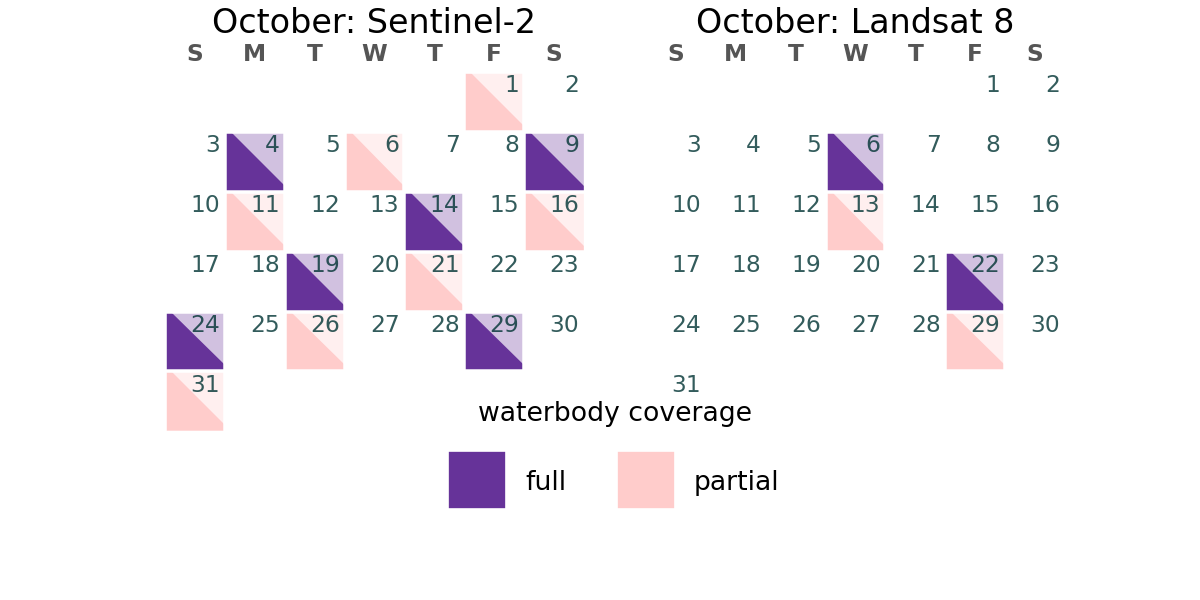 October: Sentinel-2
S M T W T F S
1 2
3 4 5 6 7 8 9
10 11 12 13 14 15 16
17 18 19 20 21 22 23
24 25 26 27 28 29 30
31
October: Landsat 8
S M T W T F S
1 2
3 4 5 6 7 8 9
10 11 12 13 14 15 16
17 18 19 20 21 22 23
24 25 26 27 28 29 30
31
waterbody coverage
full partial